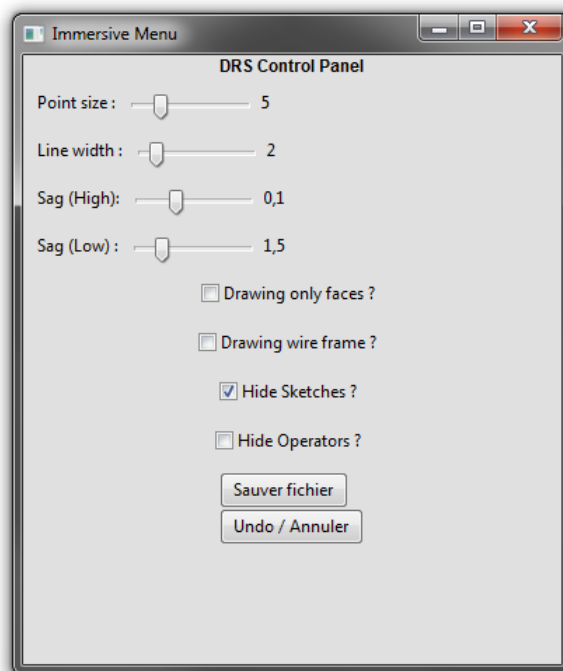 Immersive Menu
DRS Control Panel
Point size : 5
Line width : 2
Sag (High): 0,1
Sag (Low) : 1,5
Drawing only faces ?
Drawing wire frame ?
Hide Sketches ?
Hide Operators ?
Sauver fichier
Undo / Annuler